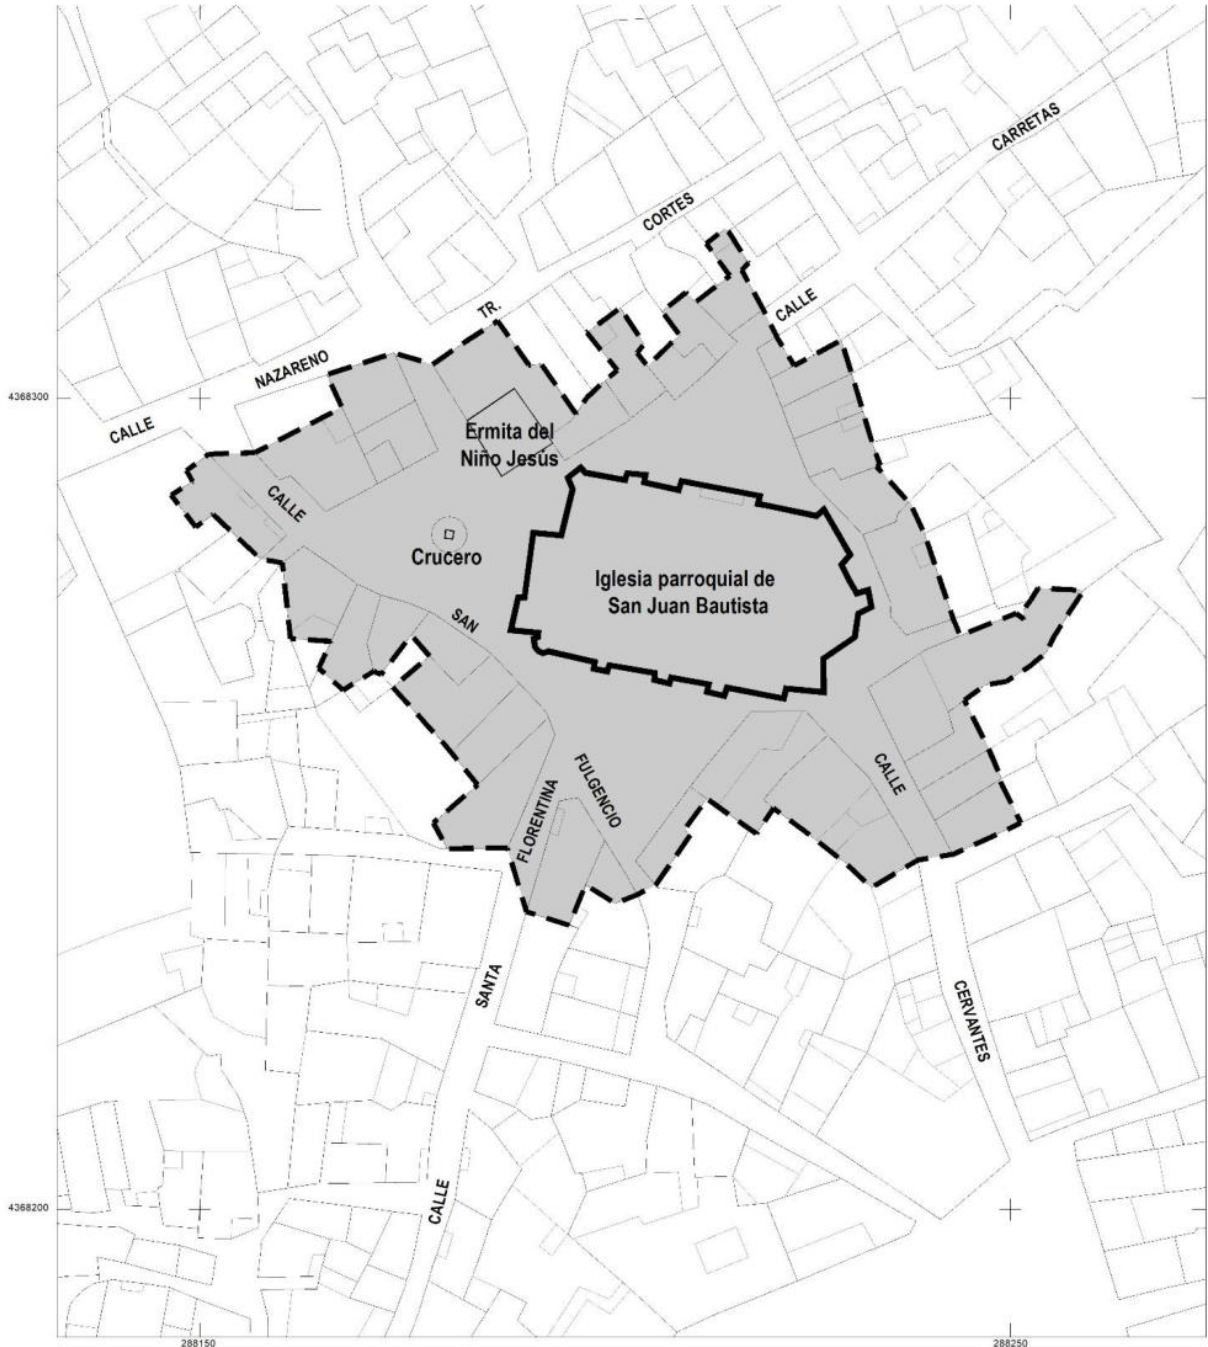 CARRETAS
CORTES
TR.
CALLE
NAZARENO
CALLE
4368300
Ermita del
Niño Jesús
CALLE
Crucero
SAN
Iglesia parroquial de
San Juan Bautista
FULGENCIO
FLORENTINA
CALLE
SANTA
CERVANTES
CALLE
4368200
288150
288250